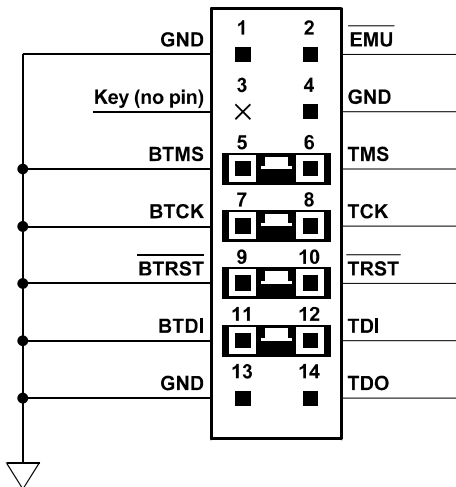 1 2
GND EMU
3 4
Key (no pin) GND
5 6
BTMS TMS
7 8
BTCK TCK
9 10
BTRST TRST
11 12
BTDI TDI
13 14
GND TDO